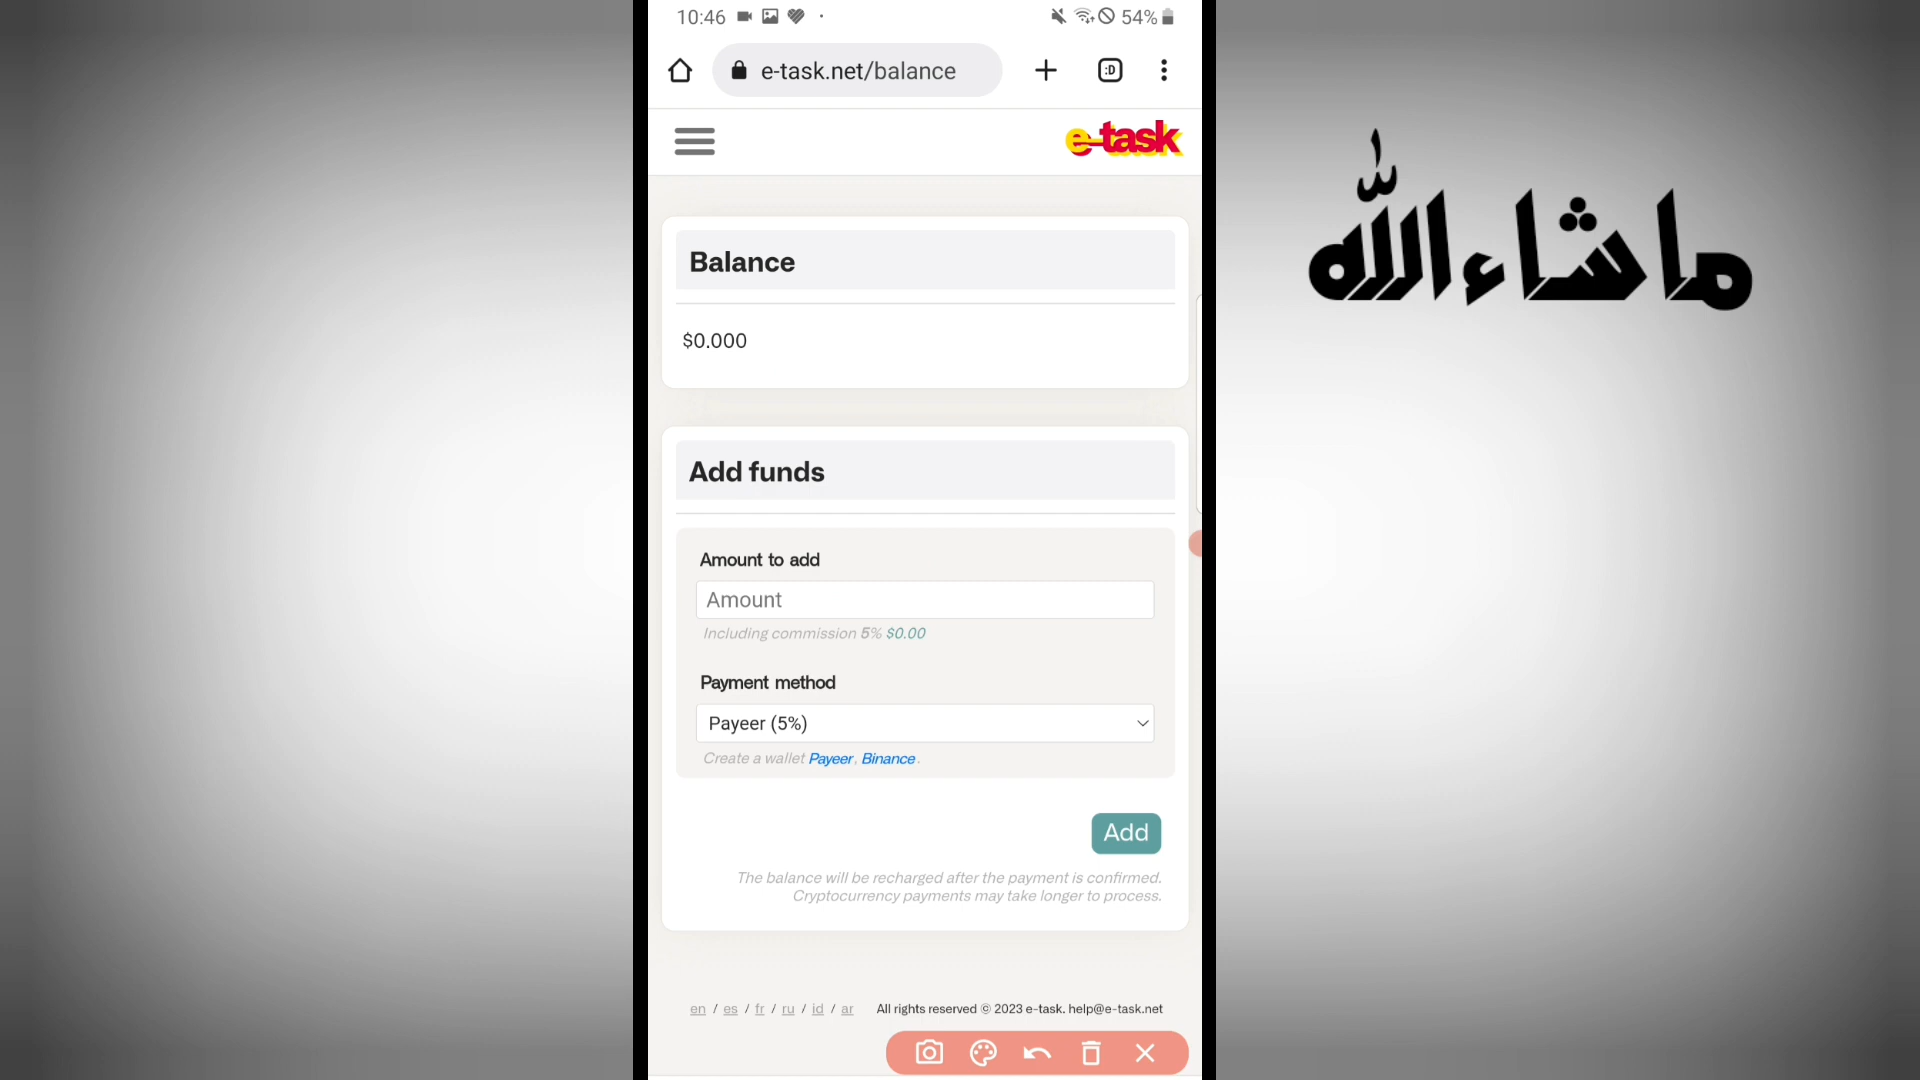 10:46
54%
e-task.net/balance
:D
e-task
ما شاء الله
Balance
$0.000
Add funds
Amount to add
Amount
Including commission 5% $0.00
Payment method
Payeer (5%)
Create a wallet Payeer, Binance.
Add
The balance will be recharged after the payment is confirmed.
Cryptocurrency payments may take longer to process.
en / es / fr / ru / id / ar
All rights reserved © 2023 e-task. help@e-task.net